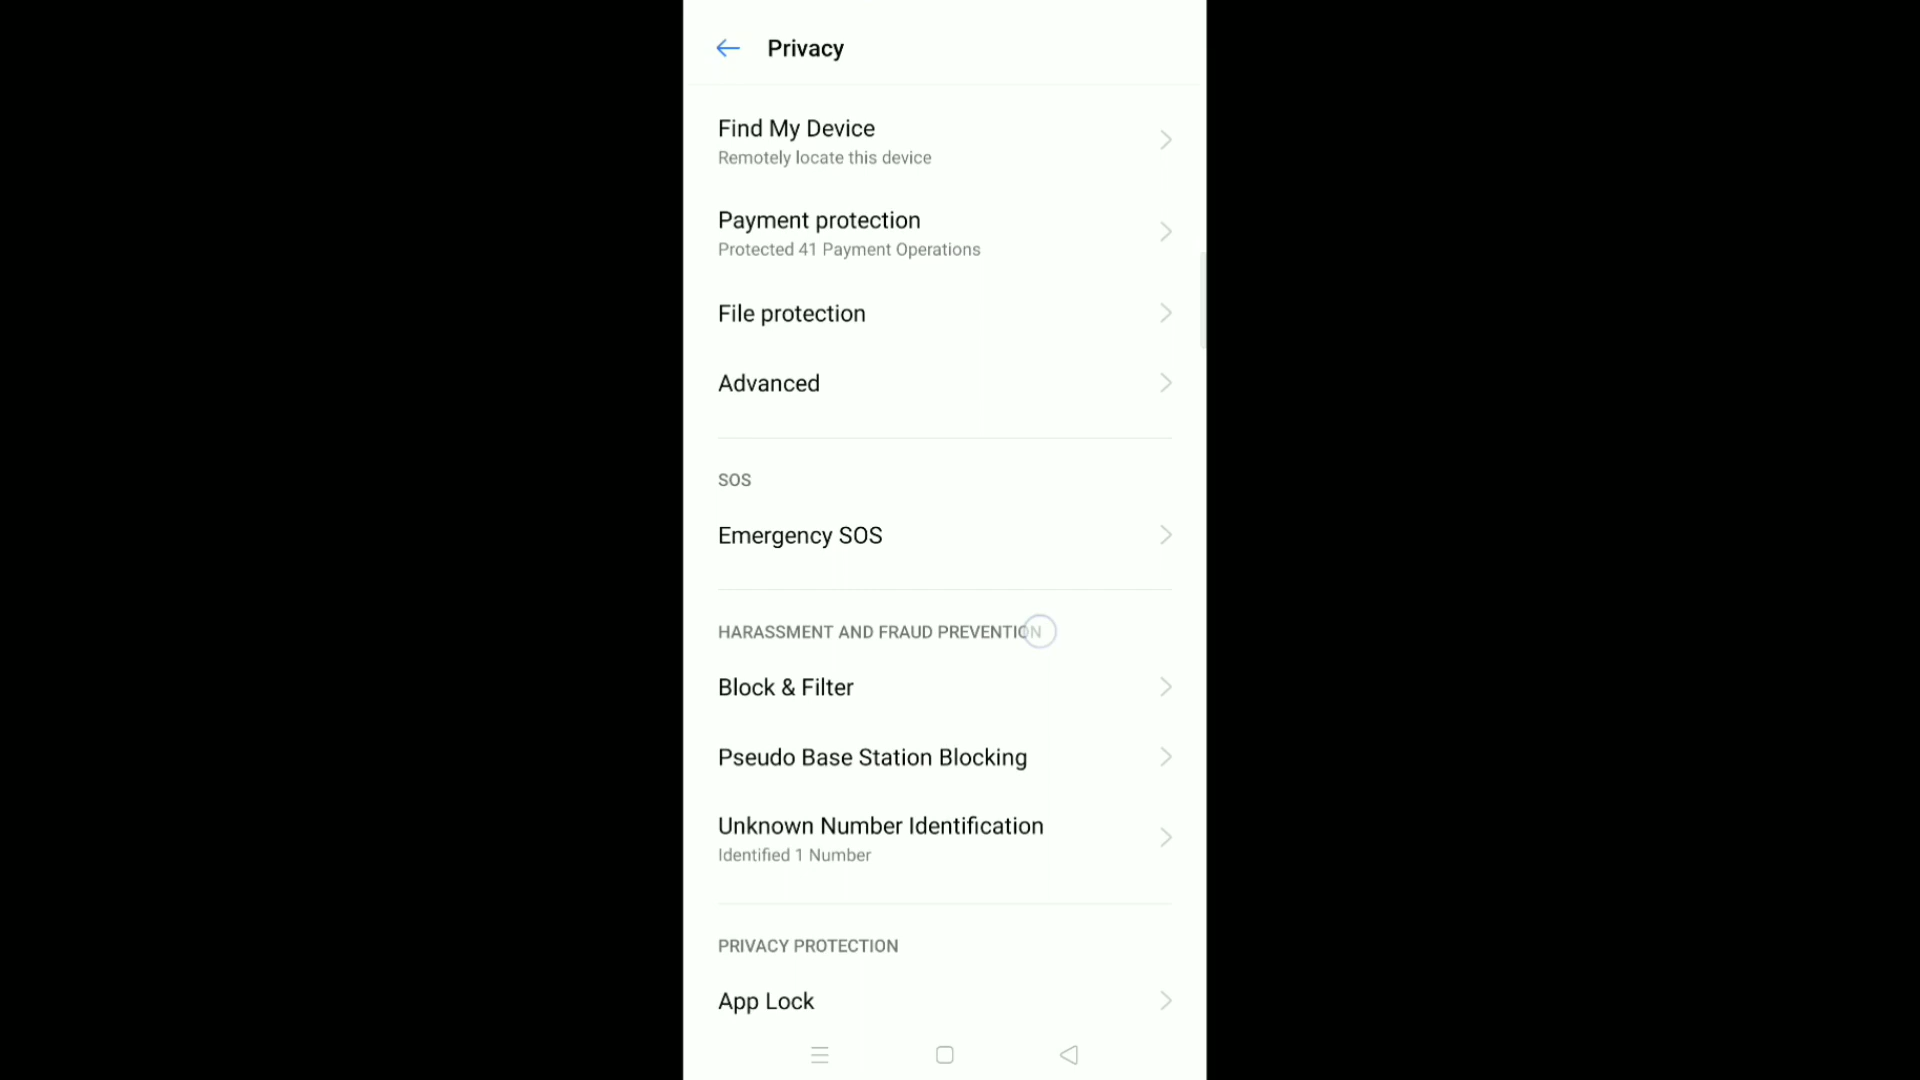 Privacy
Find My Device
Remotely locate this device
Payment protection
Protected 41 Payment Operations
File protection
Advanced
SOS
Emergency SOS
HARASSMENT AND FRAUD PREVENTION
Block & Filter
Pseudo Base Station Blocking
Unknown Number Identification
Identified 1 Number
PRIVACY PROTECTION
App Lock